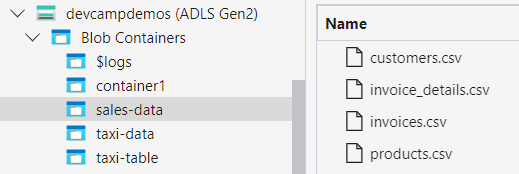 devcampdemos (ADLS Gen2)
Blob Containers
$logs
container1
sales-data
taxi-data
taxi-table
Name
customers.csv
invoice_details.csv
invoices.csv
products.csv